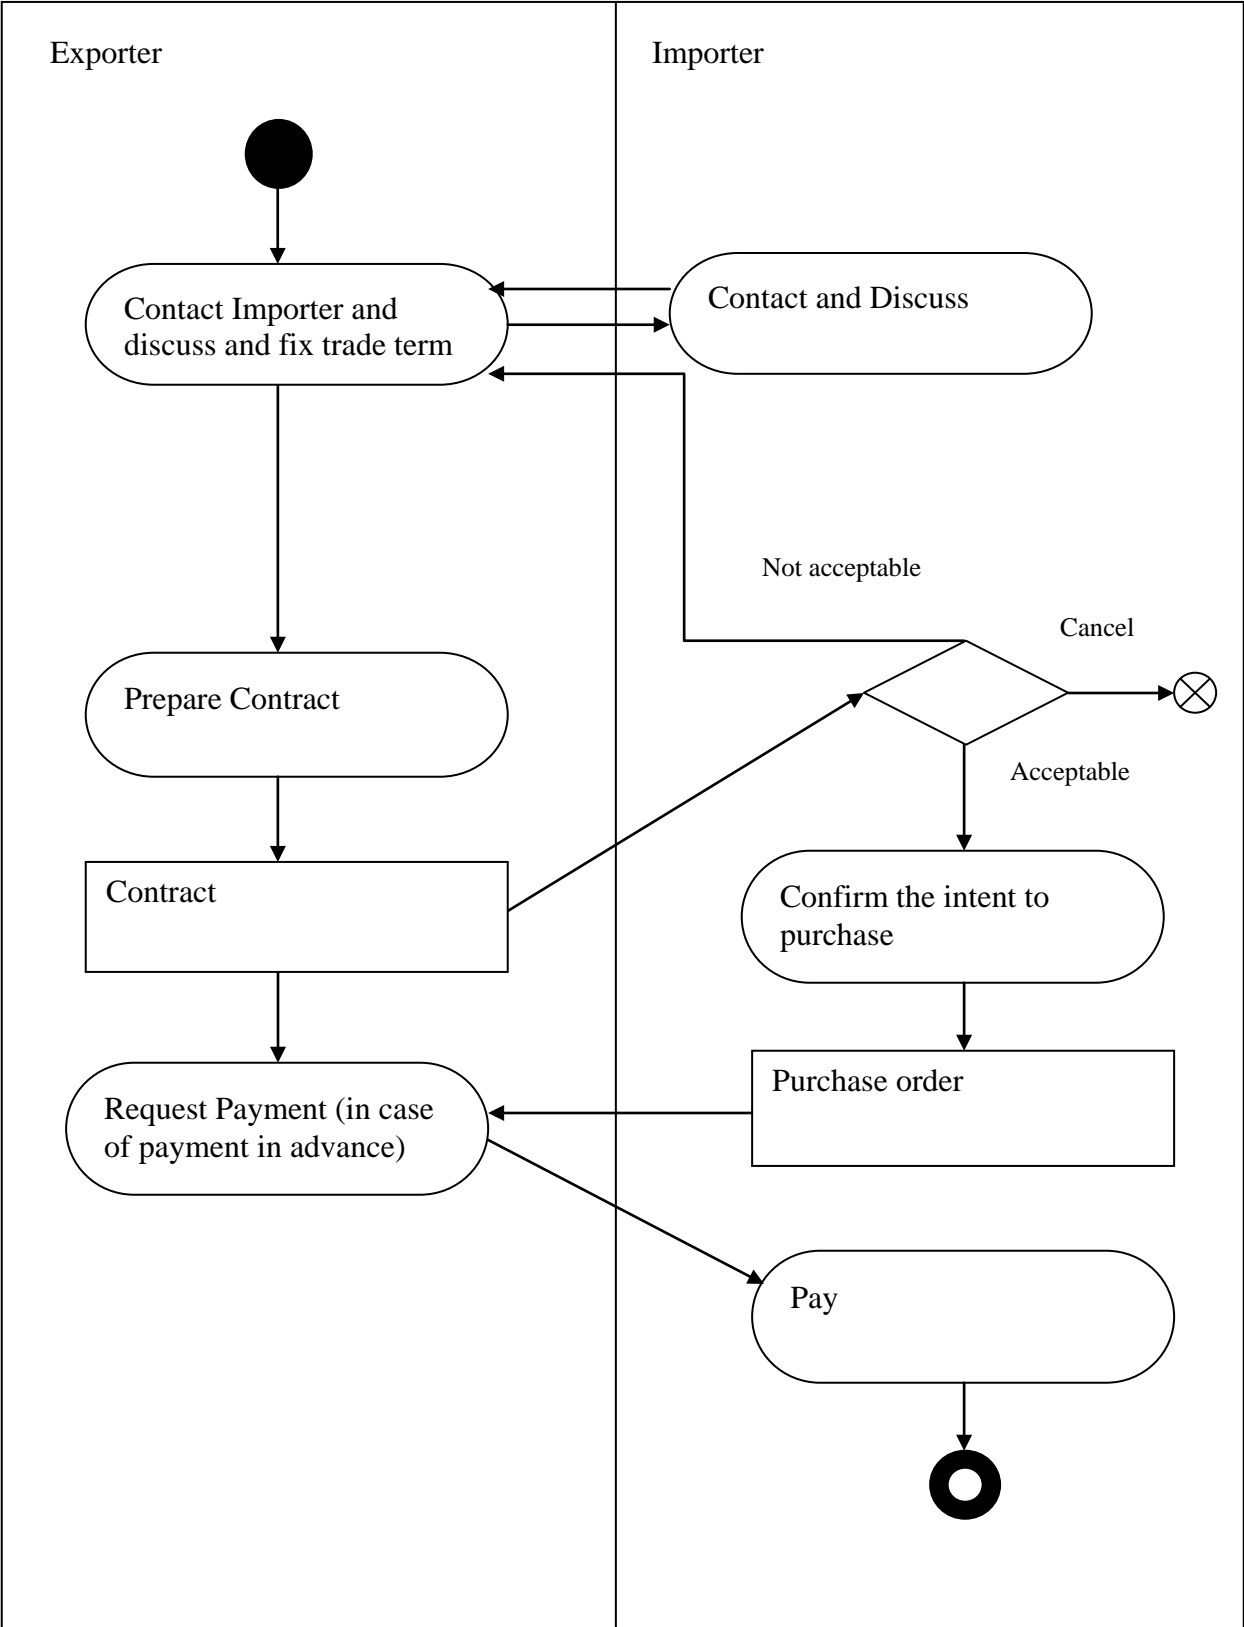 Exporter
Importer
Contact Importer and
discuss and fix trade term
Contact and Discuss
Not acceptable
Cancel
Prepare Contract
Acceptable
Contract
Confirm the intent to
purchase
Purchase order
Request Payment (in case
of payment in advance)
Pay